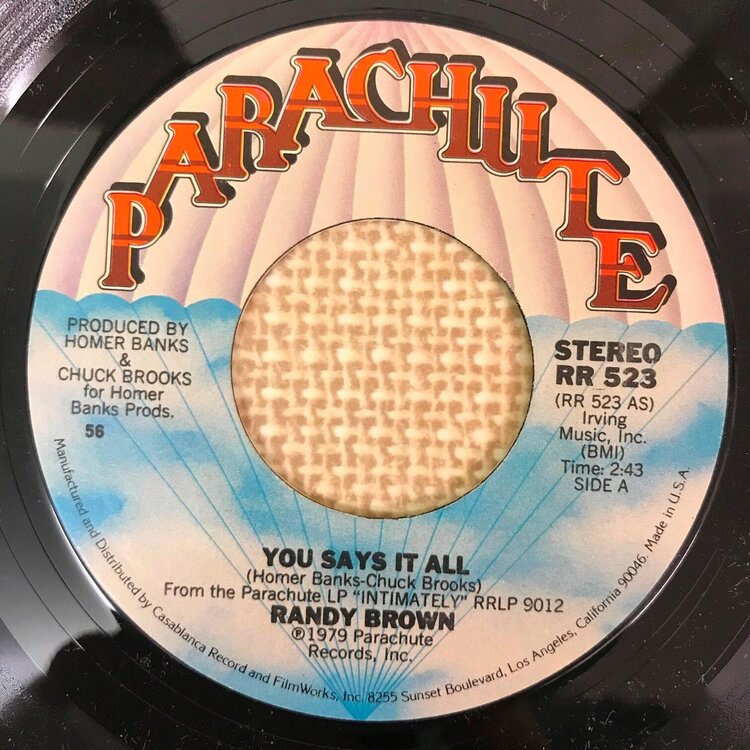 PARACHUTE
PRODUCED BY
HOMER BANKS
&
CHUCK BROOKS
for Homer
Banks Prods.
56
STEREO
RR 523
(RR 523 AS)
Irving
Music, Inc.
(BMI)
Time: 2:43
SIDE A
YOU SAYS IT ALL
(Homer Banks-Chuck Brooks)
From the Parachute LP "INTIMATELY" RRLP 9012
RANDY BROWN
℗1979 Parachute
Records, Inc.
Manufactured and Distributed by Casablanca Record and FilmWorks, Inc. 8255 Sunset Boulevard, Los Angeles, California 90046. Made in U.S.A.